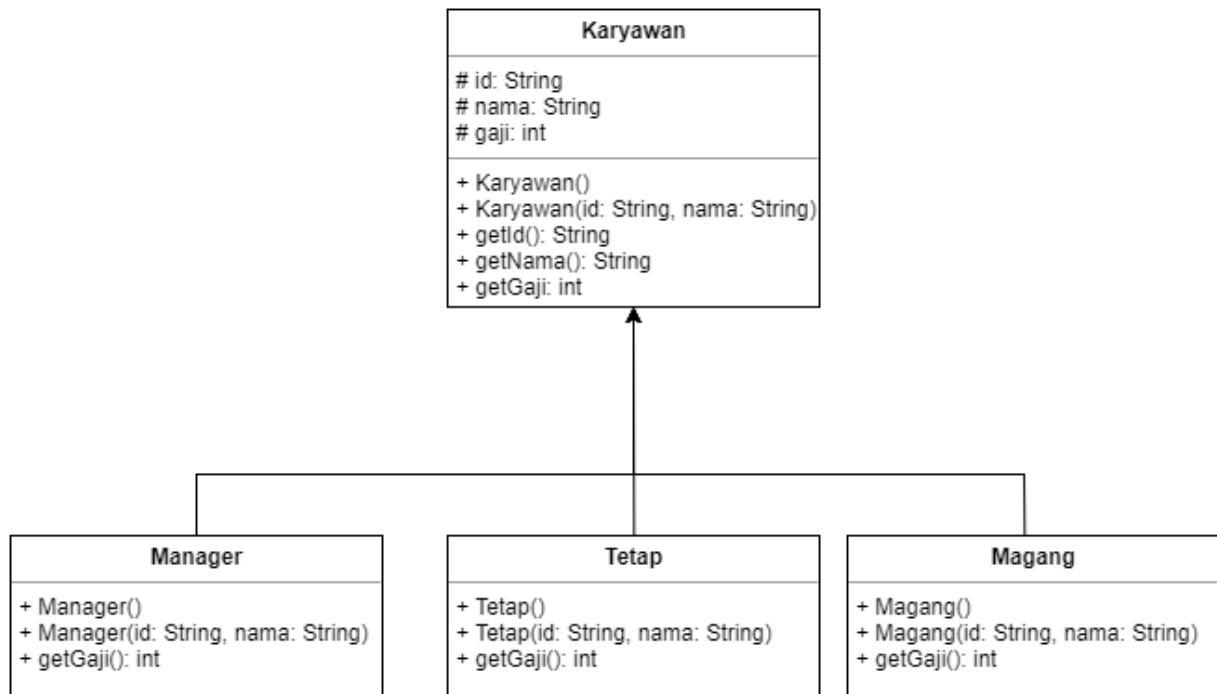 Karyawan
# id: String
# nama: String
# gaji: int
+ Karyawan()
+ Karyawan(id: String, nama: String)
+ getId(): String
+ getNama(): String
+ getGaji: int
Manager
+ Manager()
+ Manager(id: String, nama: String)
+ getGaji(): int
Tetap
+ Tetap()
+ Tetap(id: String, nama: String)
+ getGaji(): int
Magang
+ Magang()
+ Magang(id: String, nama: String)
+ getGaji(): int